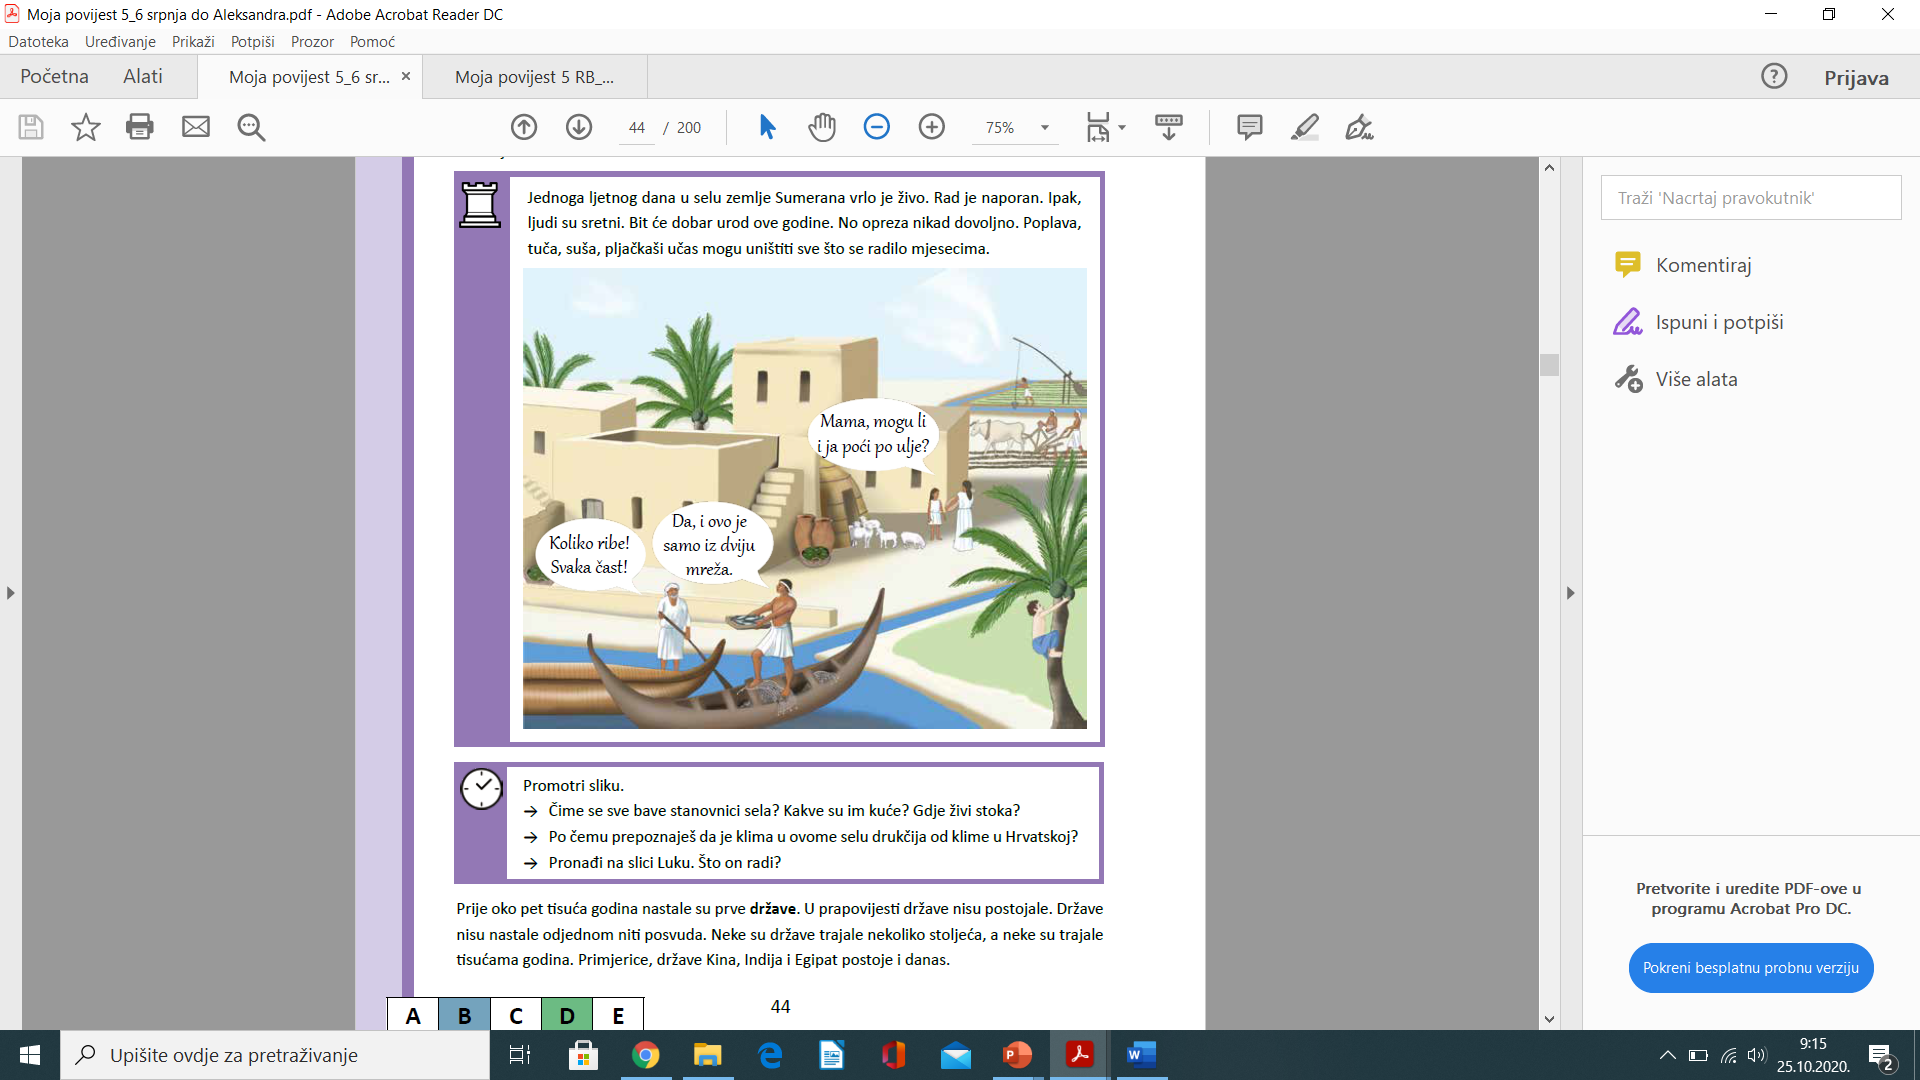 Moja povijest 5_6 srpnja do Aleksandra.pdf - Adobe Acrobat Reader DC
Datoteka Uređivanje Prikaži Potpiši Prozor Pomoć
Početna Alati Moja povijest 5_6 sr... Moja povijest 5 RB_... Prijava
44 / 200 75%
Jednoga ljetnog dana u selu zemlje Sumerana vrlo je živo. Rad je naporan. Ipak,
ljudi su sretni. Bit će dobar urod ove godine. No opreza nikad dovoljno. Poplava,
tuča, suša, pljačkaši učas mogu uništiti sve što se radilo mjesecima.
Mama, mogu li
i ja poći po ulje?
Da, i ovo je
samo iz dviju
mreža.
Koliko ribe!
Svaka čast!
Promotri sliku.
→ Čime se sve bave stanovnici sela? Kakve su im kuće? Gdje živi stoka?
→ Po čemu prepoznaješ da je klima u ovome selu drukčija od klime u Hrvatskoj?
→ Pronađi na slici Luku. Što on radi?
Prije oko pet tisuća godina nastale su prve države. U prapovijesti države nisu postojale. Države
nisu nastale odjednom niti posvuda. Neke su države trajale nekoliko stoljeća, a neke su trajale
tisućama godina. Primjerice, države Kina, Indija i Egipat postoje i danas.
44
A B C D E
Traži 'Nacrtaj pravokutnik'
Komentiraj
Ispuni i potpiši
Više alata
Pretvorite i uredite PDF-ove u
programu Acrobat Pro DC.
Pokreni besplatnu probnu verziju
Upišite ovdje za pretraživanje
9:15
25.10.2020.
2